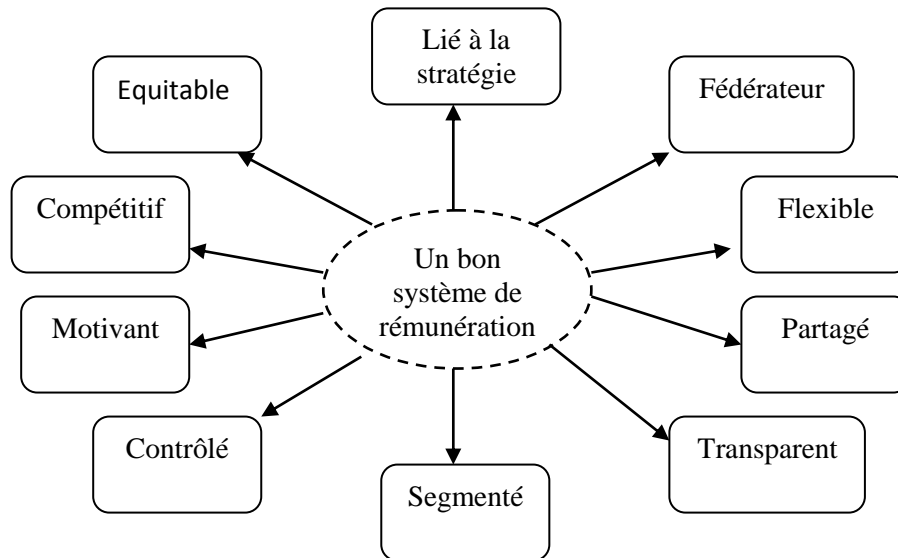 Lié à la
stratégie
Equitable
Fédérateur
Compétitif
Flexible
Un bon
système de
rémunération
Motivant
Partagé
Contrôlé
Transparent
Segmenté